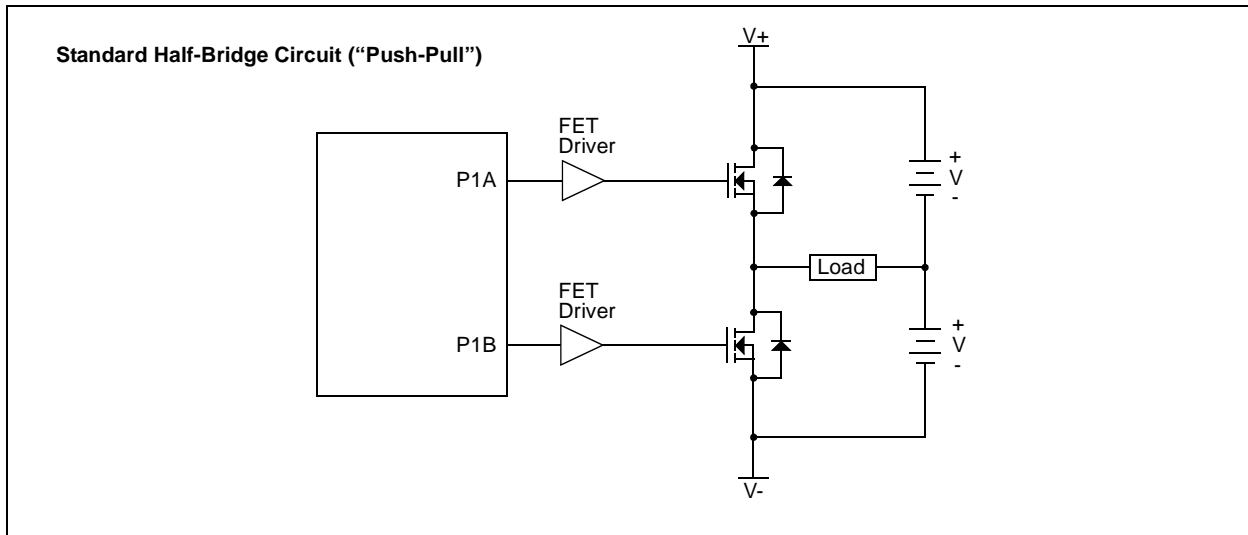 Standard Half-Bridge Circuit (“Push-Pull”)
V+
FET
Driver
P1A
+
V
-
Load
FET
Driver
P1B
+
V
-
V-